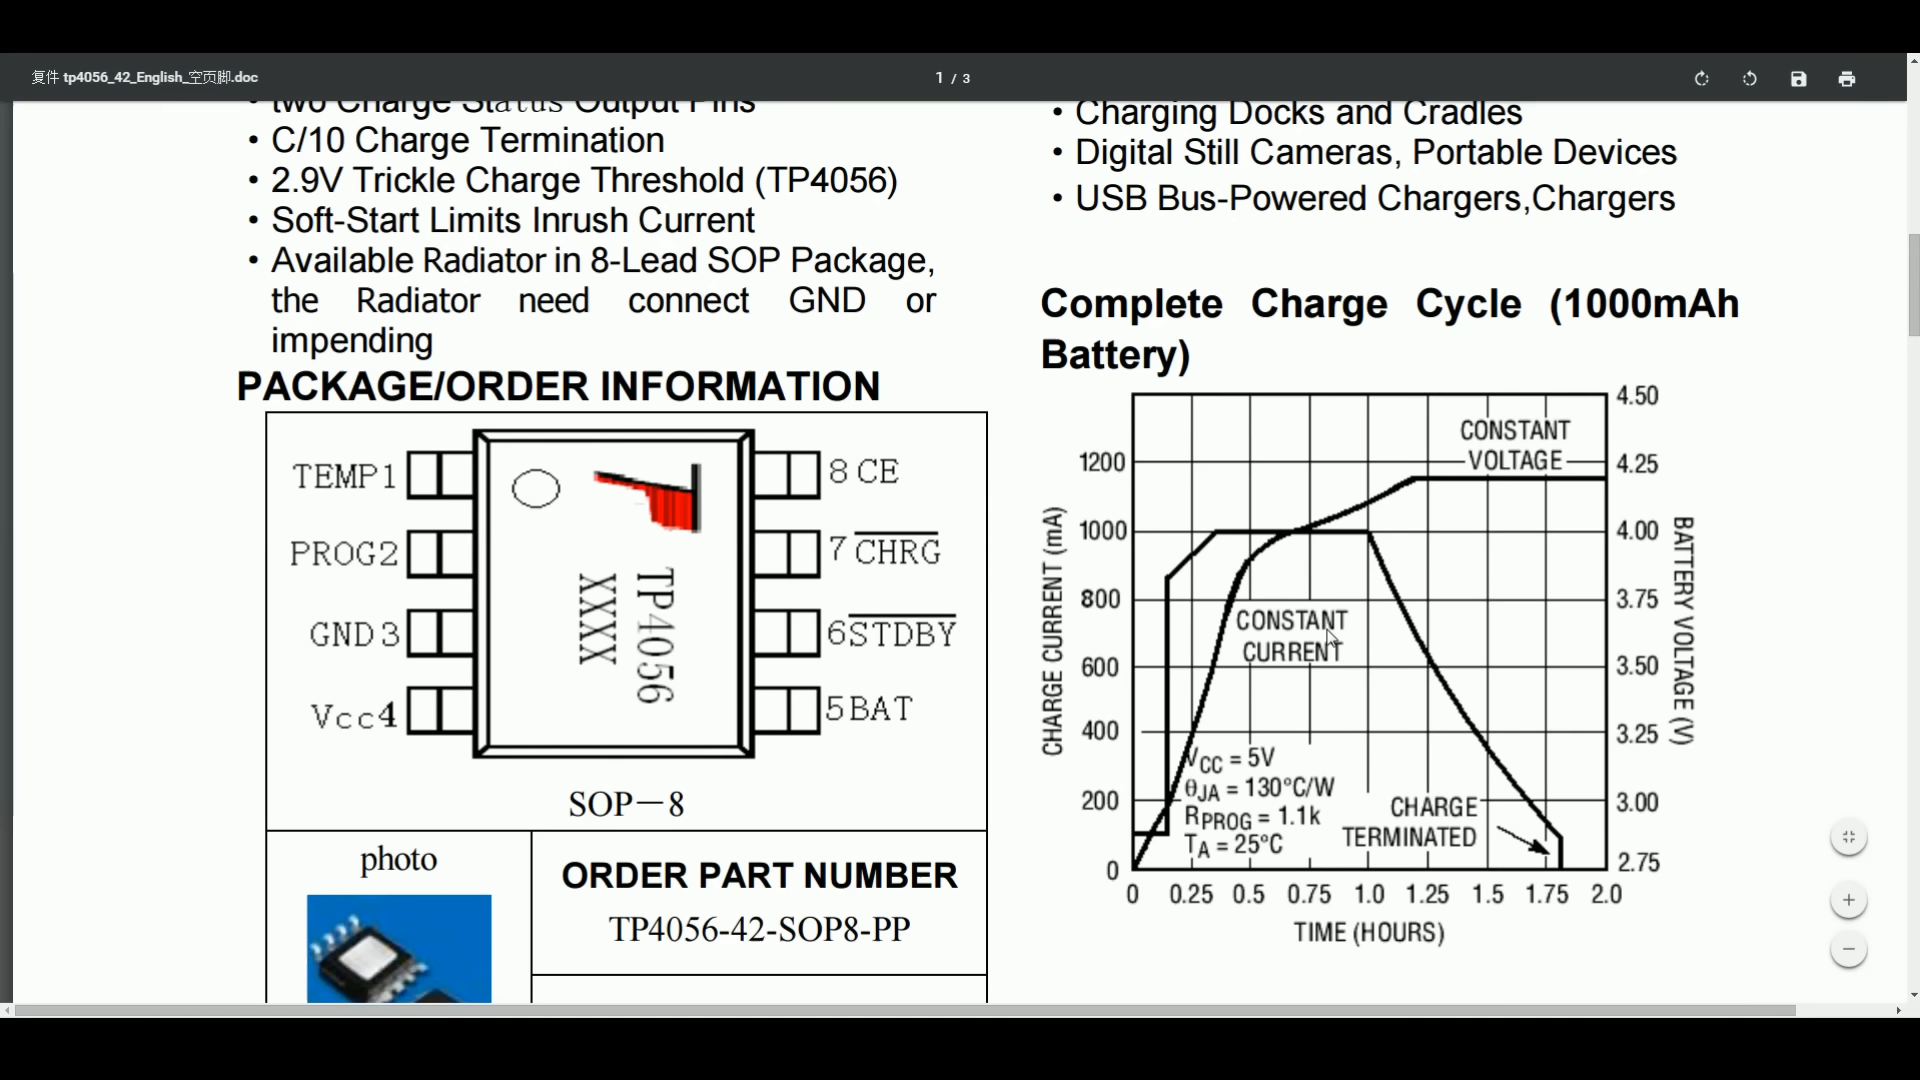 复件 tp4056_42_English_空页脚.doc
1 / 3
• two Charge Status Output Pins
• C/10 Charge Termination
• 2.9V Trickle Charge Threshold (TP4056)
• Soft-Start Limits Inrush Current
• Available Radiator in 8-Lead SOP Package,
the Radiator need connect GND or
impending
PACKAGE/ORDER INFORMATION
TEMP1
PROG2
GND3
Vcc4
8 CE
7 CHRG
6 STDBY
5 BAT
TP4056
XXXX
SOP—8
photo
ORDER PART NUMBER
TP4056-42-SOP8-PP
• Charging Docks and Cradles
• Digital Still Cameras, Portable Devices
• USB Bus-Powered Chargers,Chargers
Complete Charge Cycle (1000mAh
Battery)
CHARGE CURRENT (mA)
1200
1000
800
600
400
200
0
4.50
4.25
4.00
3.75
3.50
3.25
3.00
2.75
BATTERY VOLTAGE (V)
CONSTANT
VOLTAGE
CONSTANT
CURRENT
VCC = 5V
θJA = 130°C/W
RPROG = 1.1k
TA = 25°C
CHARGE
TERMINATED
0 0.25 0.5 0.75 1.0 1.25 1.5 1.75 2.0
TIME (HOURS)